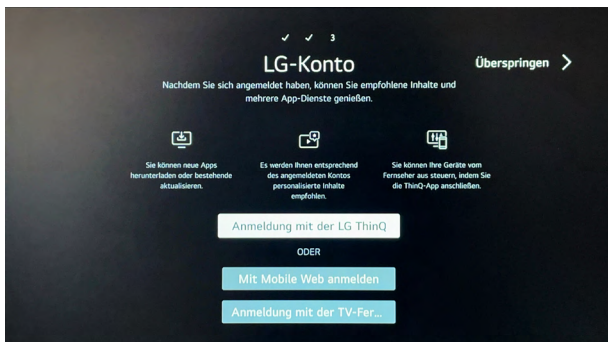 3
LG-Konto
Überspringen
Nachdem Sie sich angemeldet haben, können Sie empfohlene Inhalte und
mehrere App-Dienste genießen.
Sie können neue Apps
herunterladen oder bestehende
aktualisieren.
Es werden Ihnen entsprechend
des angemeldeten Kontos
personalisierte Inhalte
empfohlen.
Sie können Ihre Geräte vom
Fernseher aus steuern, indem Sie
die ThinQ-App anschließen.
Anmeldung mit der LG ThinQ
ODER
Mit Mobile Web anmelden
Anmeldung mit der TV-Fer...